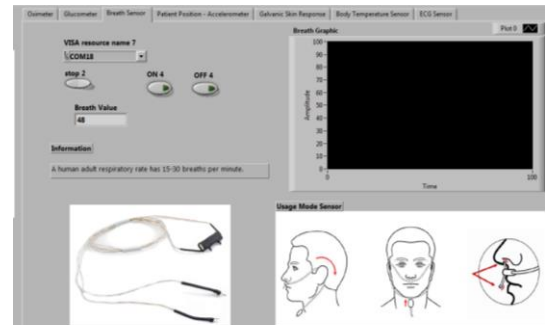 Oximeter Glucometer Breath Sensor Patient Position - Accelerometer Galvanic Skin Response Body Temperature Sensor ECG Sensor
VISA resource name 7
COM18
stop 2
ON 4 OFF 4
Breath Value
48
Information
A human adult respiratory rate has 15-30 breaths per minute.
Breath Graphic
Plot 0
100
90
80
70
60
50
40
30
20
10
0
Amplitude
0
100
Time
Usage Mode Sensor